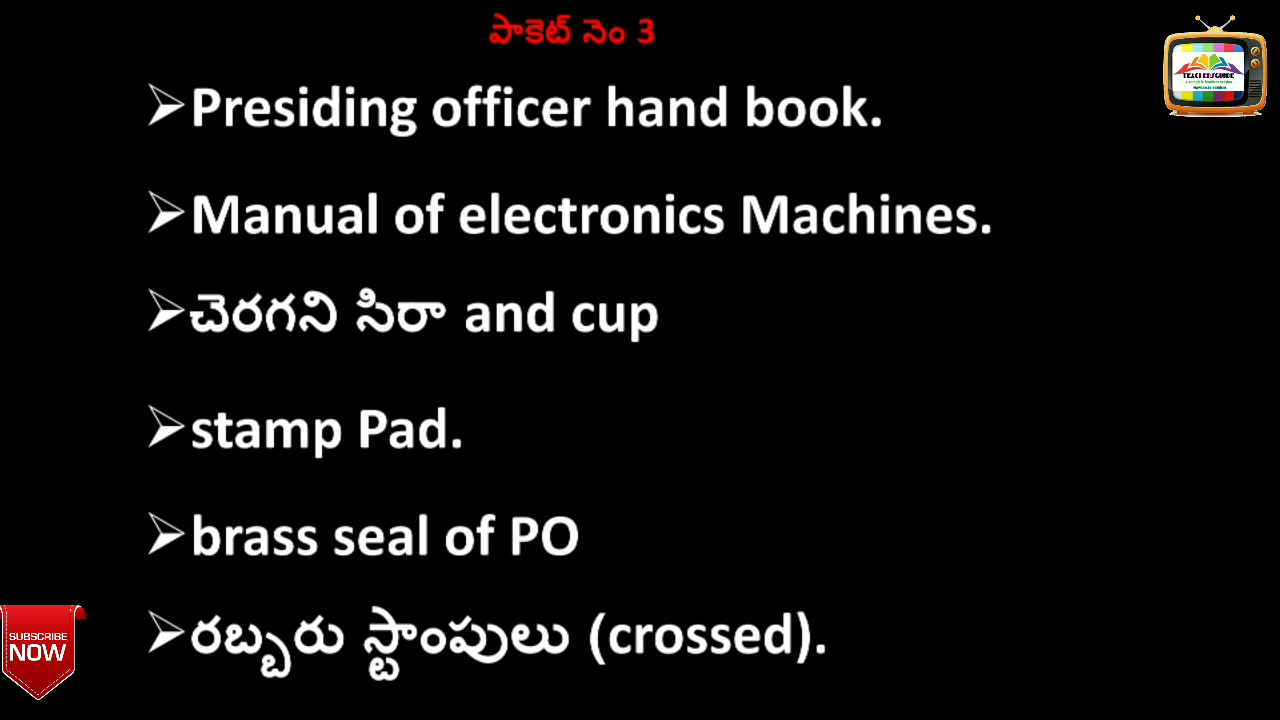 పాకెట్ నెం 3
Presiding officer hand book.
Manual of electronics Machines.
చెరగని సిరా and cup
stamp Pad.
brass seal of PO
రబ్బరు స్టాంపులు (crossed).
TEACHERSGUIDE
SUBSCRIBE
NOW